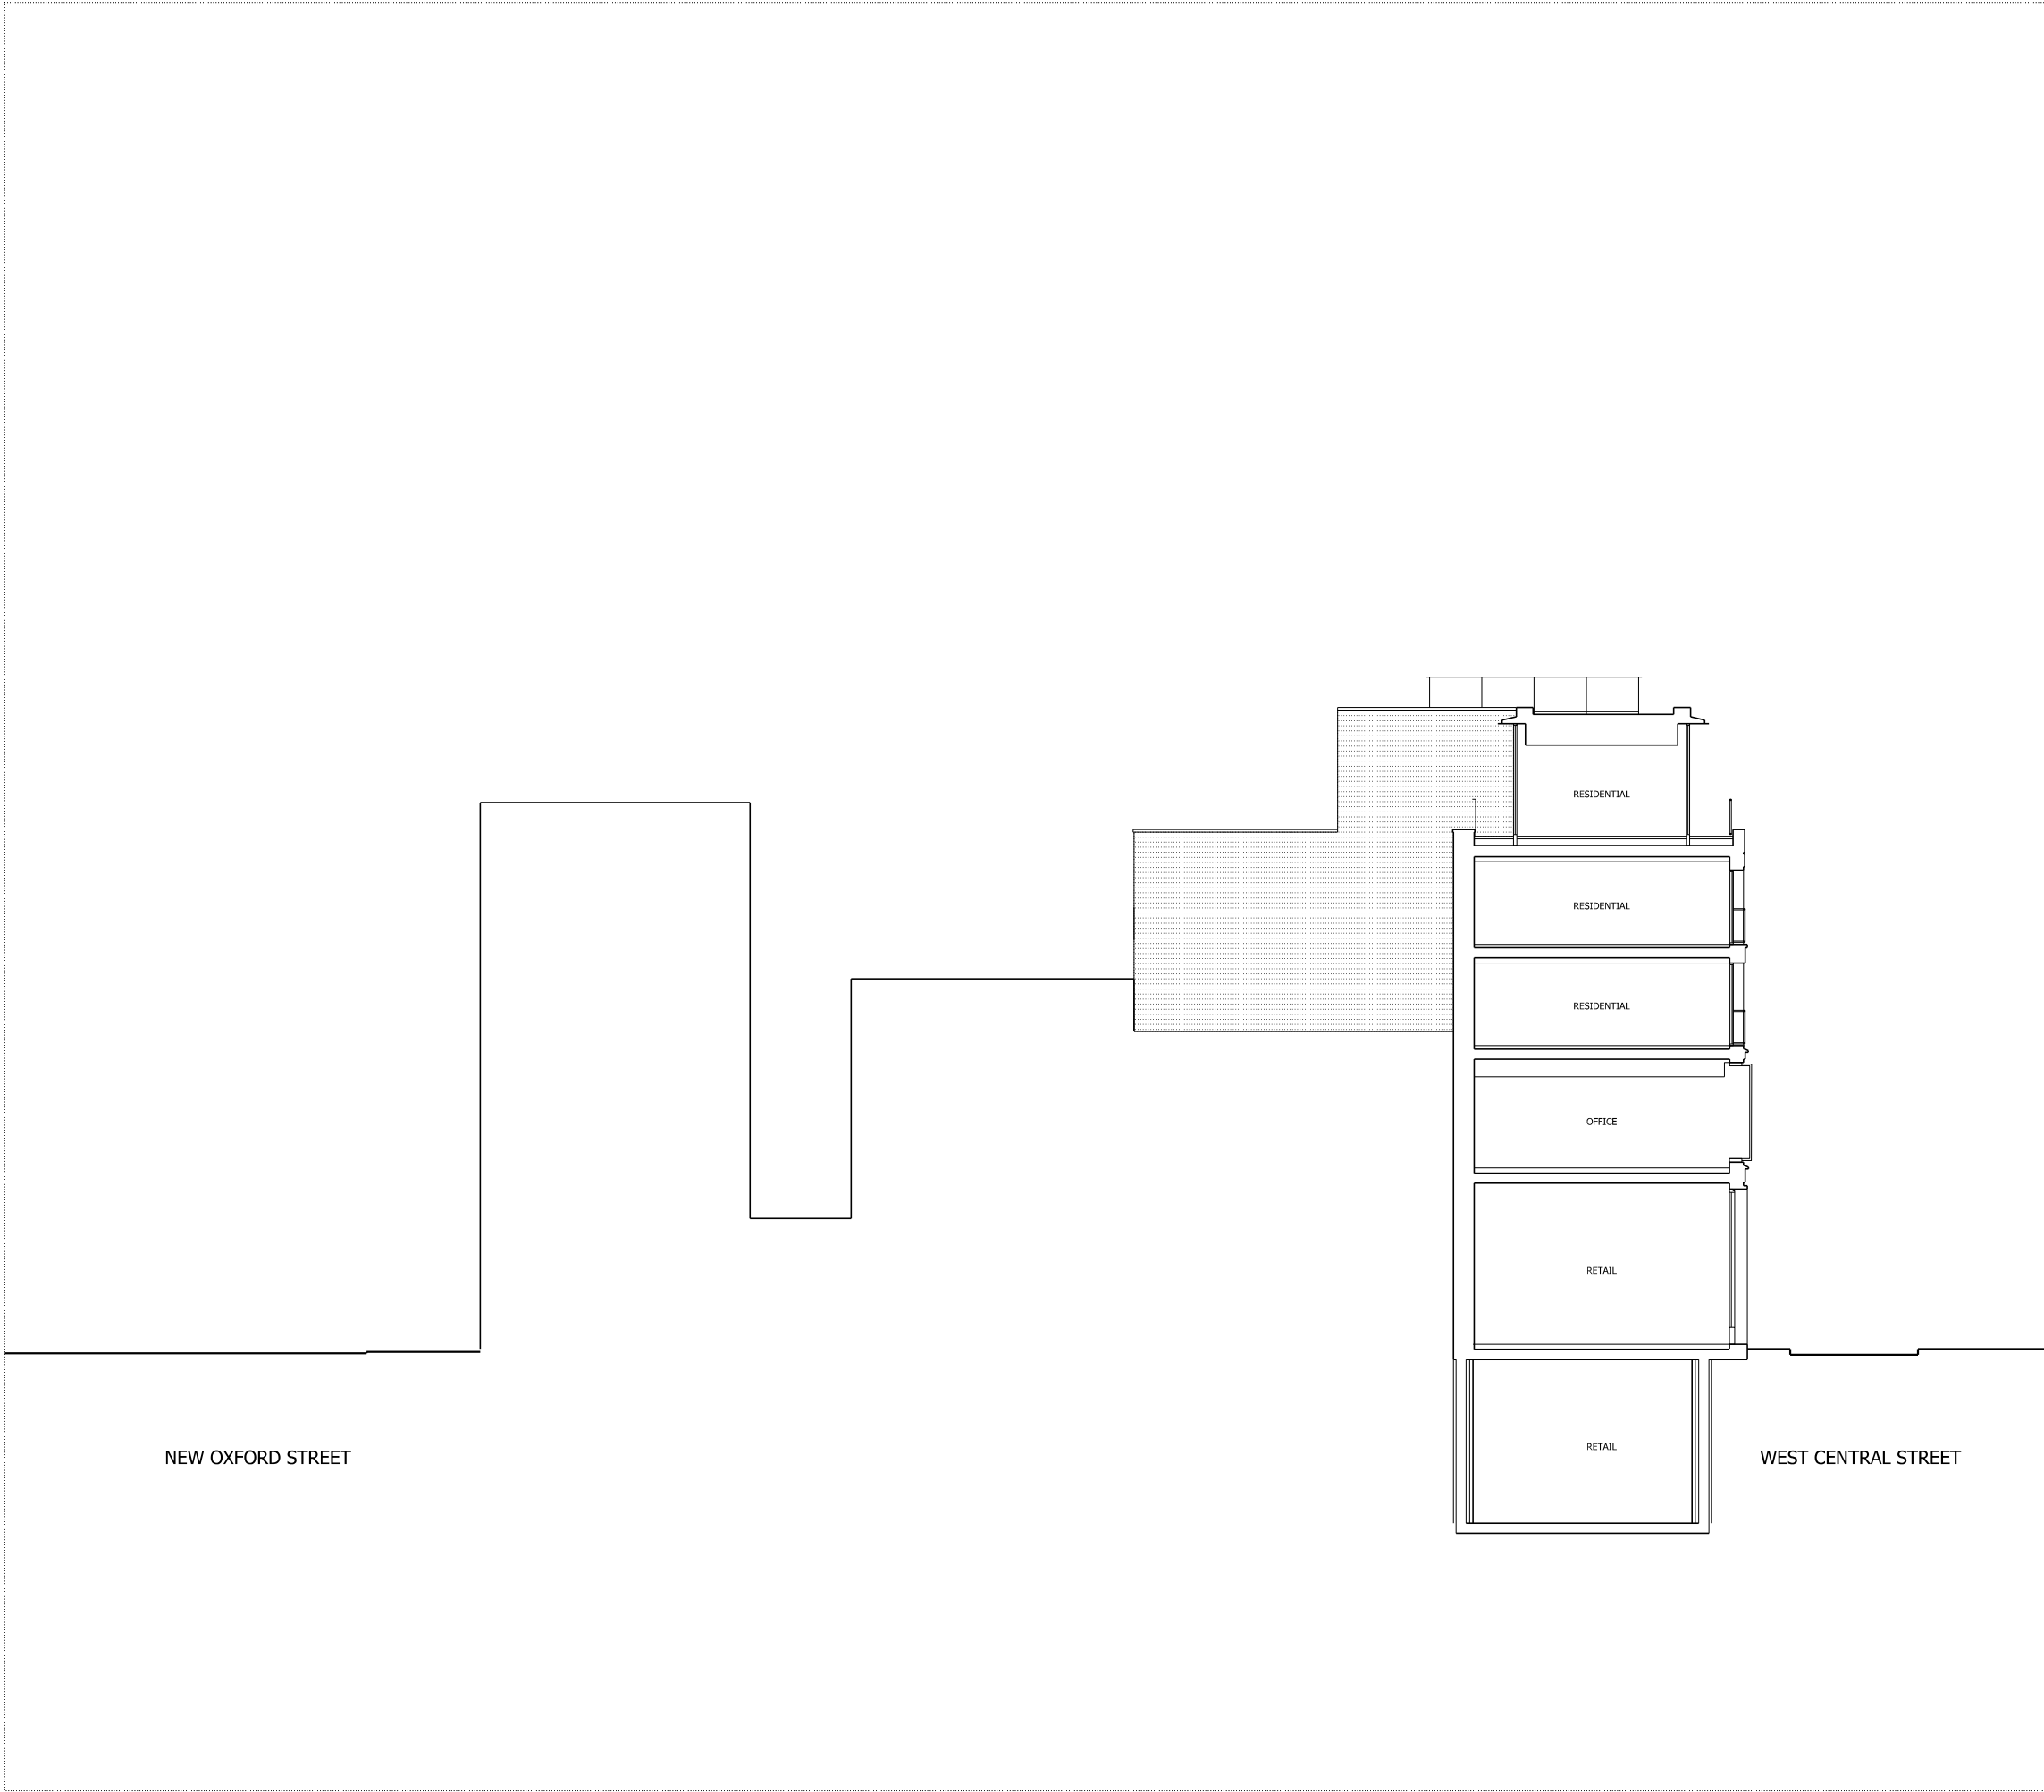 RESIDENTIAL
RESIDENTIAL
RESIDENTIAL
OFFICE
RETAIL
RETAIL
NEW OXFORD STREET
WEST CENTRAL STREET